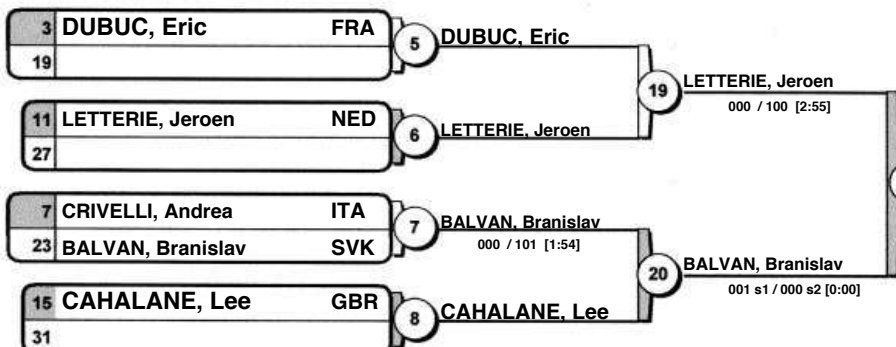 3 DUBUC, Eric FRA
19
5
DUBUC, Eric
11 LETTERIE, Jeroen NED
27
6
LETTERIE, Jeroen
19
LETTERIE, Jeroen
000 / 100 [2:55]
7 CRIVELLI, Andrea ITA
23 BALVAN, Branislav SVK
7
BALVAN, Branislav
000 / 101 [1:54]
15 CAHALANE, Lee GBR
31
8
CAHALANE, Lee
20
BALVAN, Branislav
001 s1 / 000 s2 [0:00]